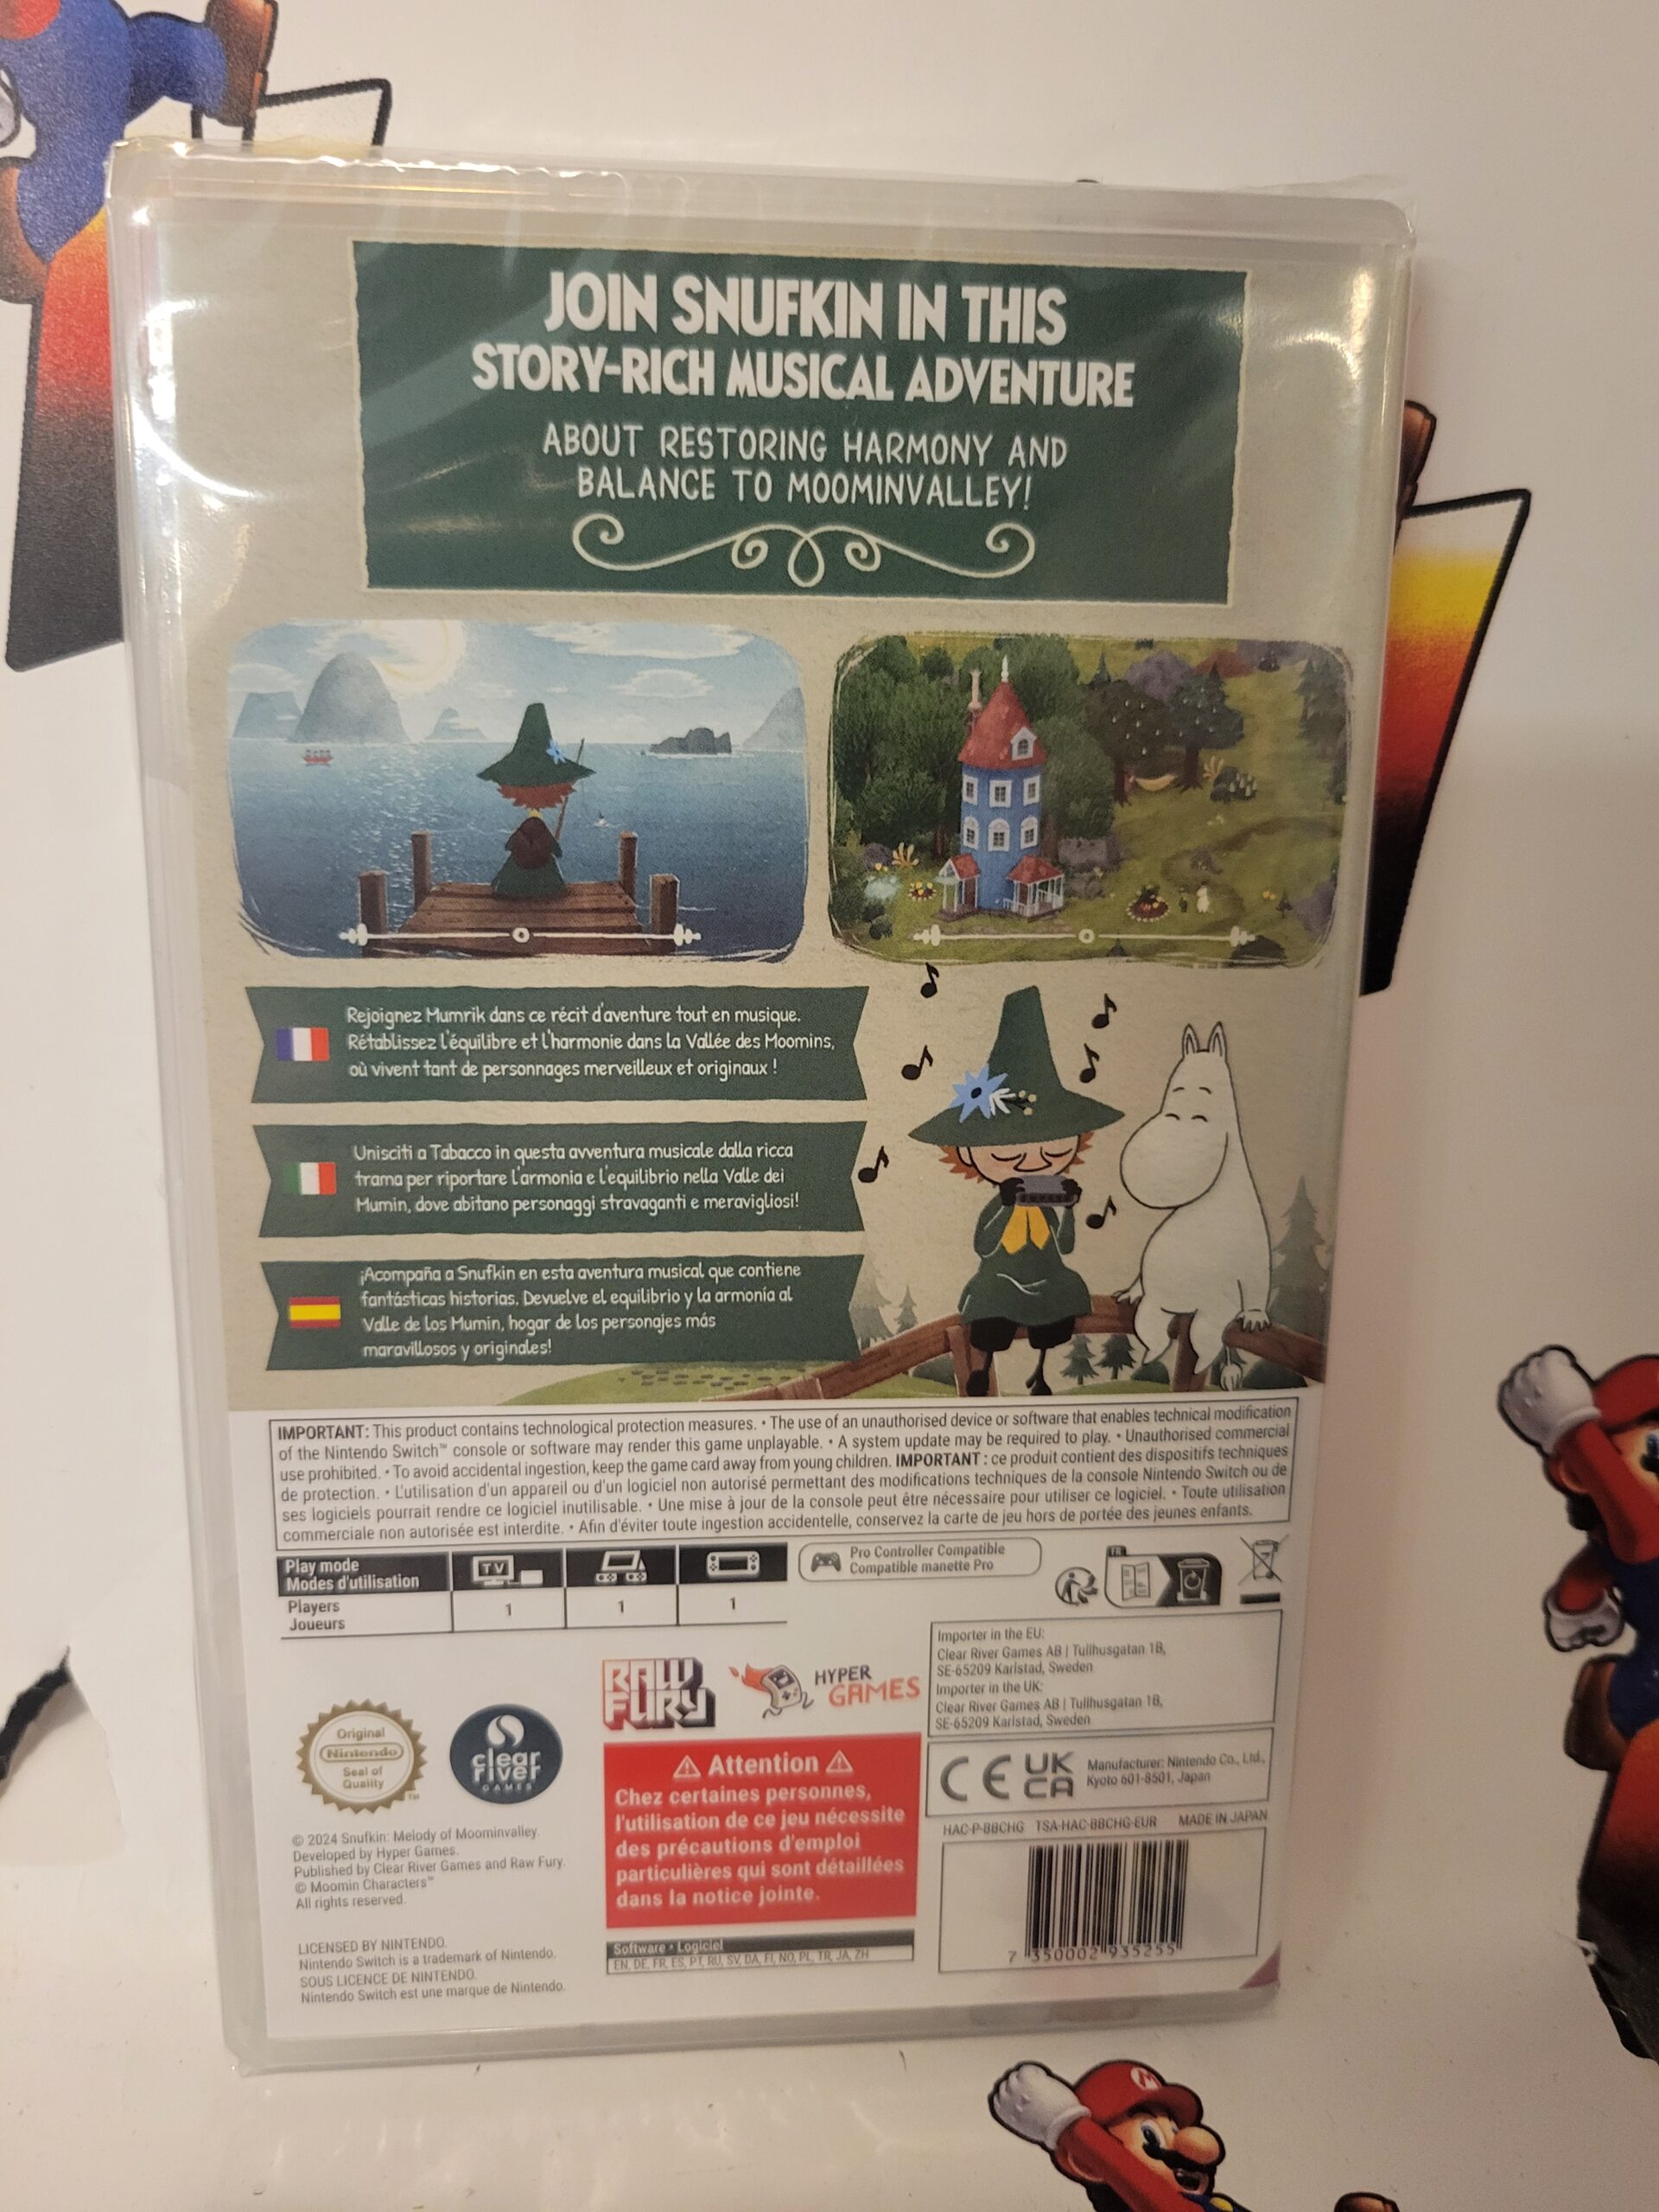 JOIN SNUFKIN IN THIS
STORY-RICH MUSICAL ADVENTURE
ABOUT RESTORING HARMONY AND
BALANCE TO MOOMINVALLEY!
Rejoignez Mumrik dans ce récit d'aventure tout en musique.
Rétablissez l'équilibre et l'harmonie dans la Vallée des Moomins,
où vivent tant de personnages merveilleux et originaux !
Unisciti a Tabacco in questa avventura musicale dalla ricca
trama per riportare l'armonia e l'equilibrio nella Valle dei
Mumin, dove abitano personaggi stravaganti e meravigliosi!
¡Acompaña a Snufkin en esta aventura musical que contiene
fantásticas historias. Devuelve el equilibrio y la armonía al
Valle de los Mumin, hogar de los personajes más
maravillosos y originales!
IMPORTANT: This product contains technological protection measures. • The use of an unauthorised device or software that enables technical modification
of the Nintendo Switch™ console or software may render this game unplayable. • A system update may be required to play. • Unauthorised commercial
use prohibited. • To avoid accidental ingestion, keep the game card away from young children. IMPORTANT : ce produit contient des dispositifs techniques
de protection. • L'utilisation d'un appareil ou d'un logiciel non autorisé permettant des modifications techniques de la console Nintendo Switch ou de
ses logiciels pourrait rendre ce logiciel inutilisable. • Une mise à jour de la console peut être nécessaire pour utiliser ce logiciel. • Toute utilisation
commerciale non autorisée est interdite. • Afin d'éviter toute ingestion accidentelle, conservez la carte de jeu hors de portée des jeunes enfants.
Play mode
Modes d'utilisation
TV
Players
Joueurs
1
1
1
Pro Controller Compatible
Compatible manette Pro
FR
RAW
FURY
HYPER
GAMES
Importer in the EU:
Clear River Games AB | Tullhusgatan 1B,
SE-65209 Karlstad, Sweden
Importer in the UK:
Clear River Games AB | Tullhusgatan 1B,
SE-65209 Karlstad, Sweden
Original
Nintendo
Seal of
Quality
TM
clear
river
GAMES
Attention
Chez certaines personnes,
l'utilisation de ce jeu nécessite
des précautions d'emploi
particulières qui sont détaillées
dans la notice jointe.
CE
UK
CA
Manufacturer: Nintendo Co., Ltd.,
Kyoto 601-8501, Japan
HAC-P-BBCHG TSA-HAC-BBCHG-EUR MADE IN JAPAN
7 350002 935255
© 2024 Snufkin: Melody of Moominvalley.
Developed by Hyper Games.
Published by Clear River Games and Raw Fury.
© Moomin Characters™
All rights reserved.
LICENSED BY NINTENDO.
Nintendo Switch is a trademark of Nintendo.
SOUS LICENCE DE NINTENDO.
Nintendo Switch est une marque de Nintendo.
Software • Logiciel
EN, DE, FR, ES, PT, RU, SV, DA, FI, NO, PL, TR, JA, ZH
M